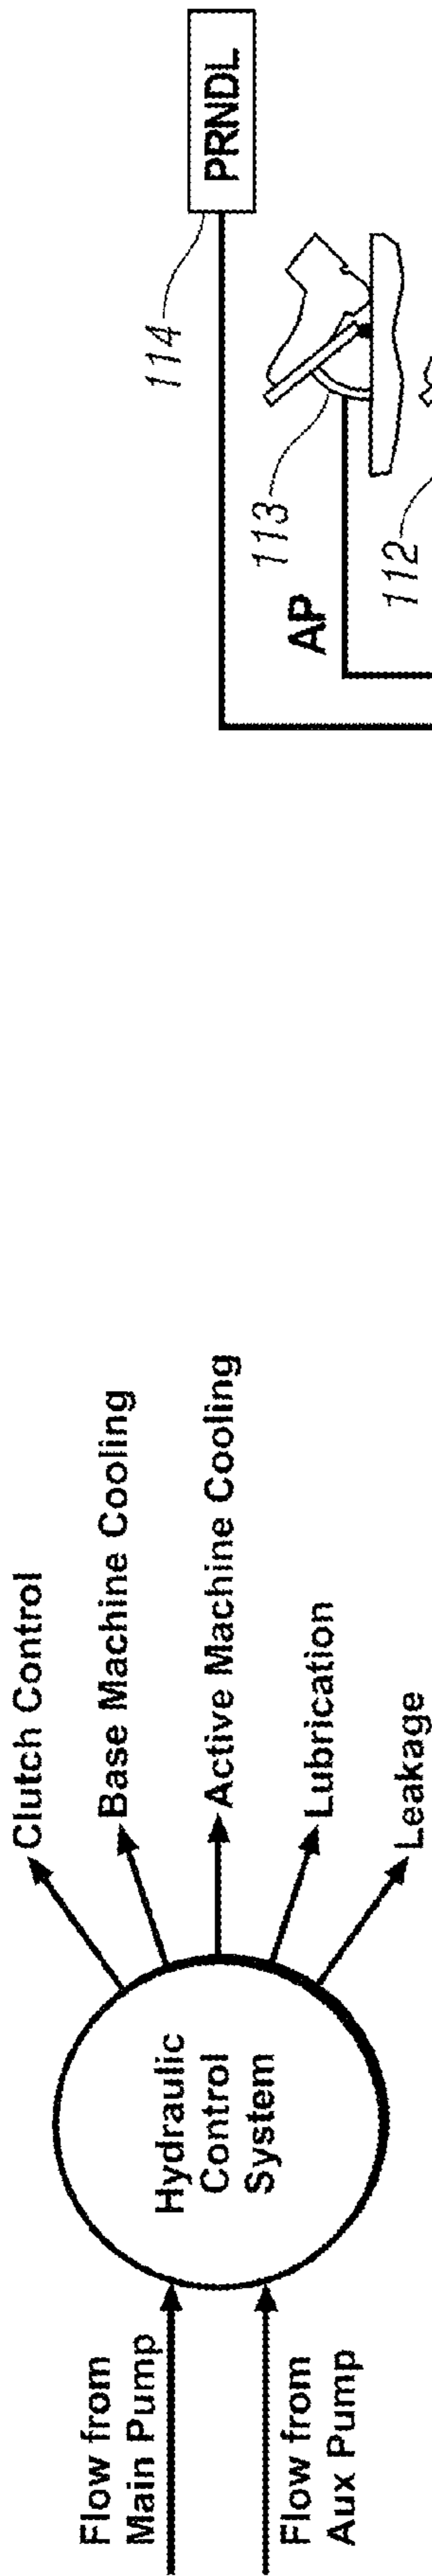 Flow from
Main Pump
Flow from
Aux Pump
Hydraulic
Control
System
Clutch Control
Base Machine Cooling
Active Machine Cooling
Lubrication
Leakage
114
PRNDL
113
AP
112